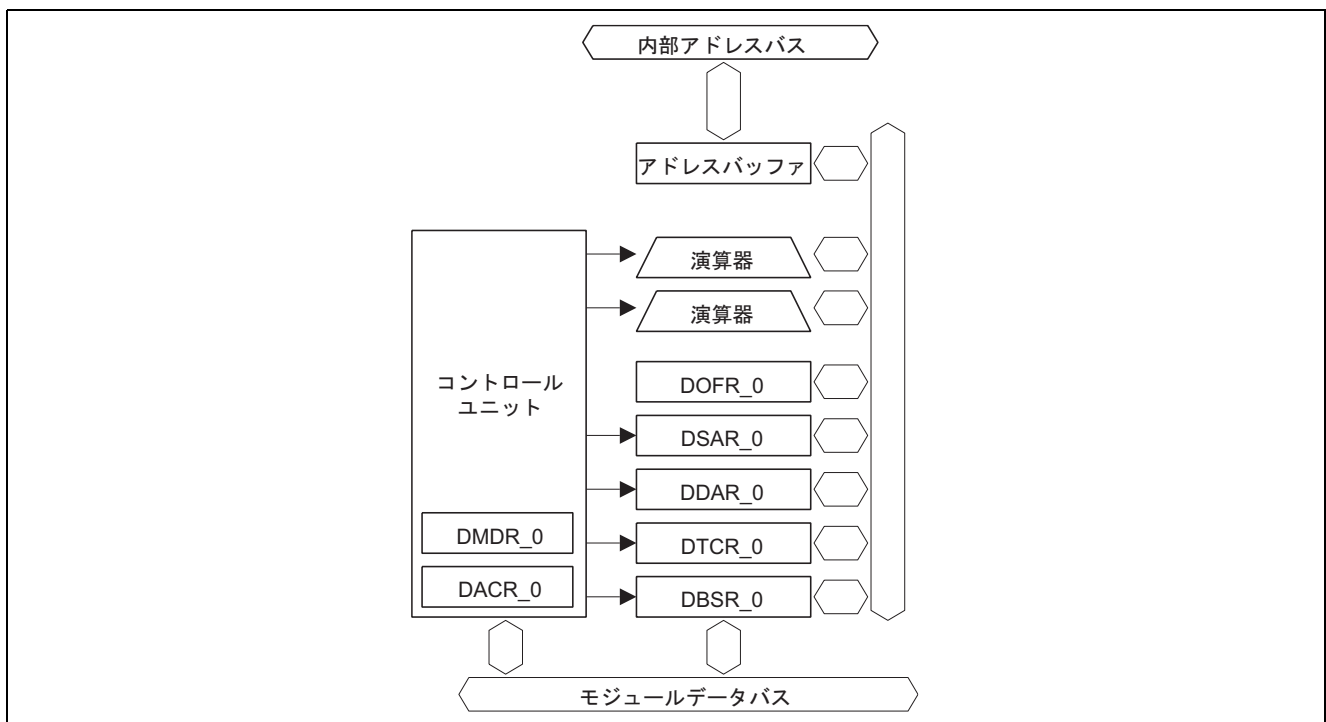 内部アドレスバス
アドレスバッファ
演算器
演算器
コントロール
ユニット
DOFR_0
DSAR_0
DDAR_0
DMDR_0
DTCR_0
DACR_0
DBSR_0
モジュールデータバス